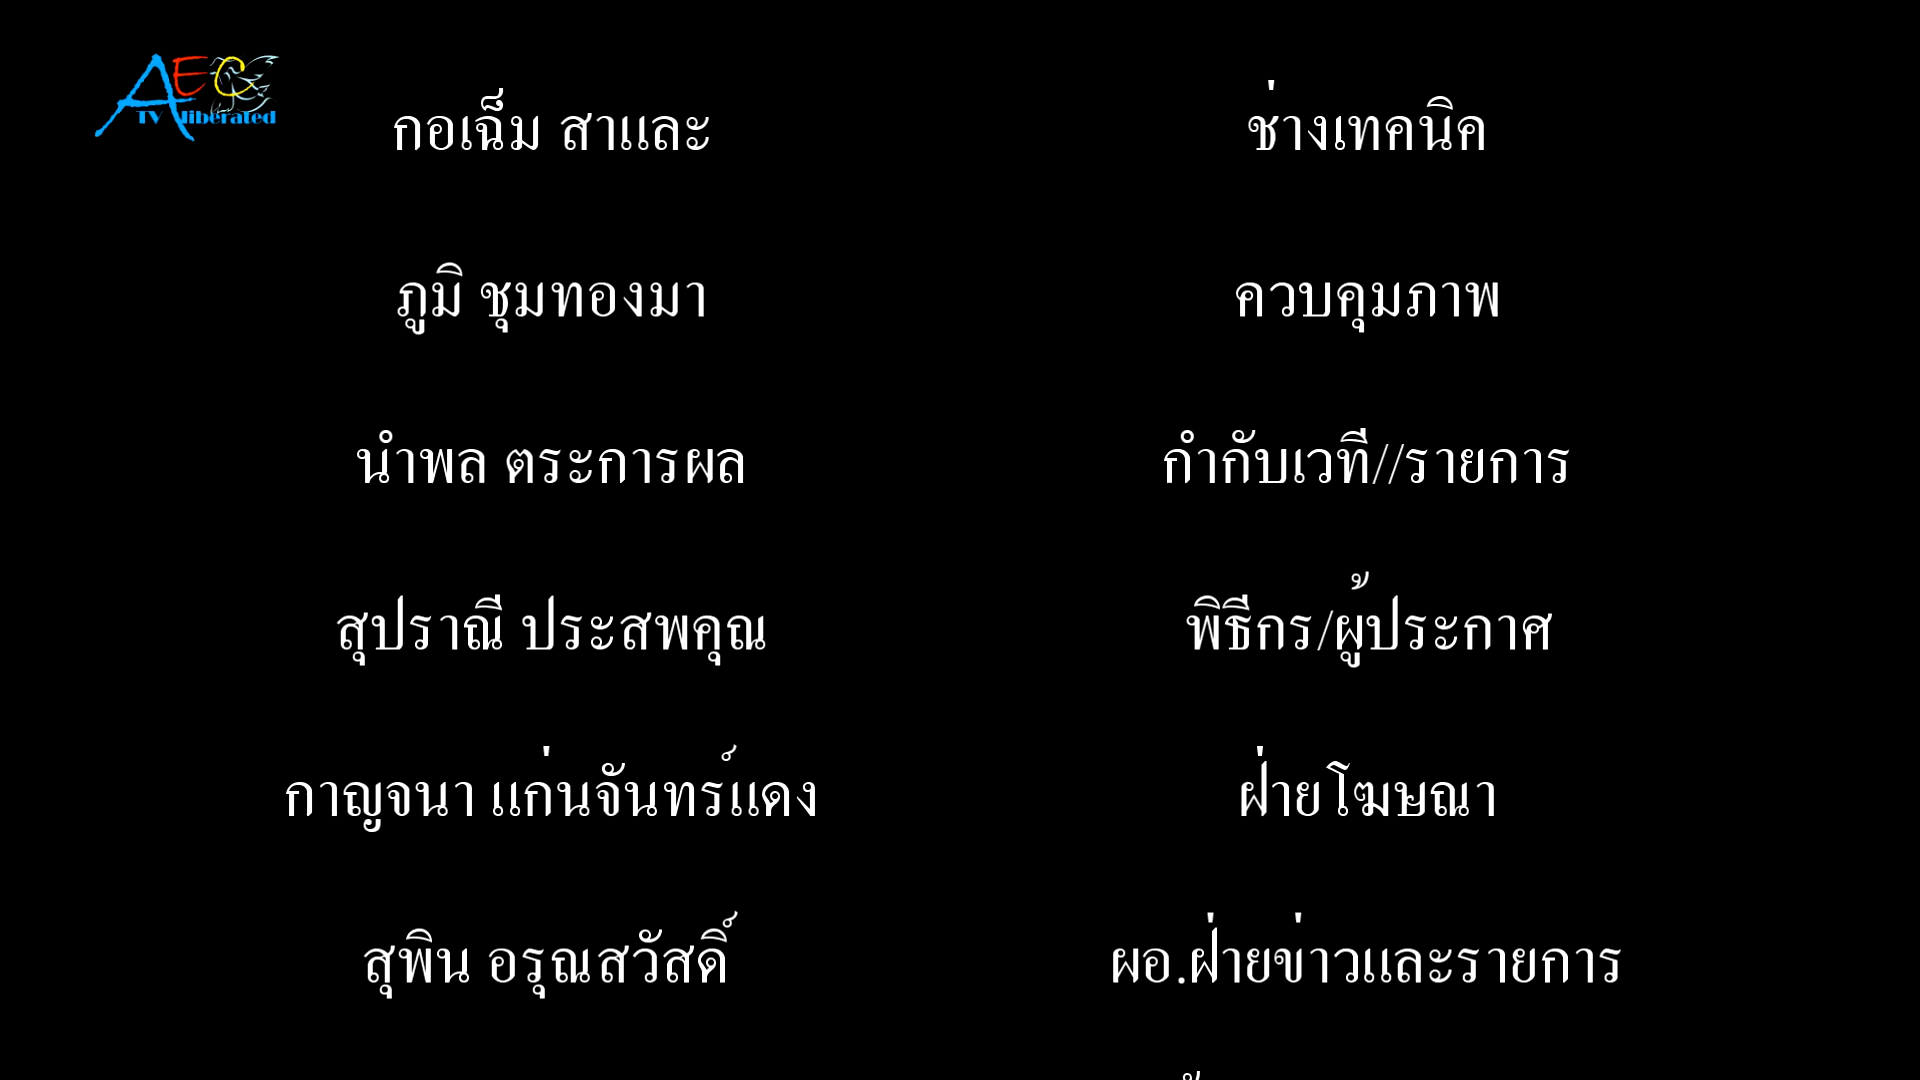 AEC
TV liberated
กอเฉ็ม สาและ ช่างเทคนิค
ภูมิ ชุมทองมา ควบคุมภาพ
นำพล ตระการผล กำกับเวที//รายการ
สุปราณี ประสพคุณ พิธีกร/ผู้ประกาศ
กาญจนา แก่นจันทร์แดง ฝ่ายโฆษณา
สุพิน อรุณสวัสดิ์ ผอ.ฝ่ายข่าวและรายการ